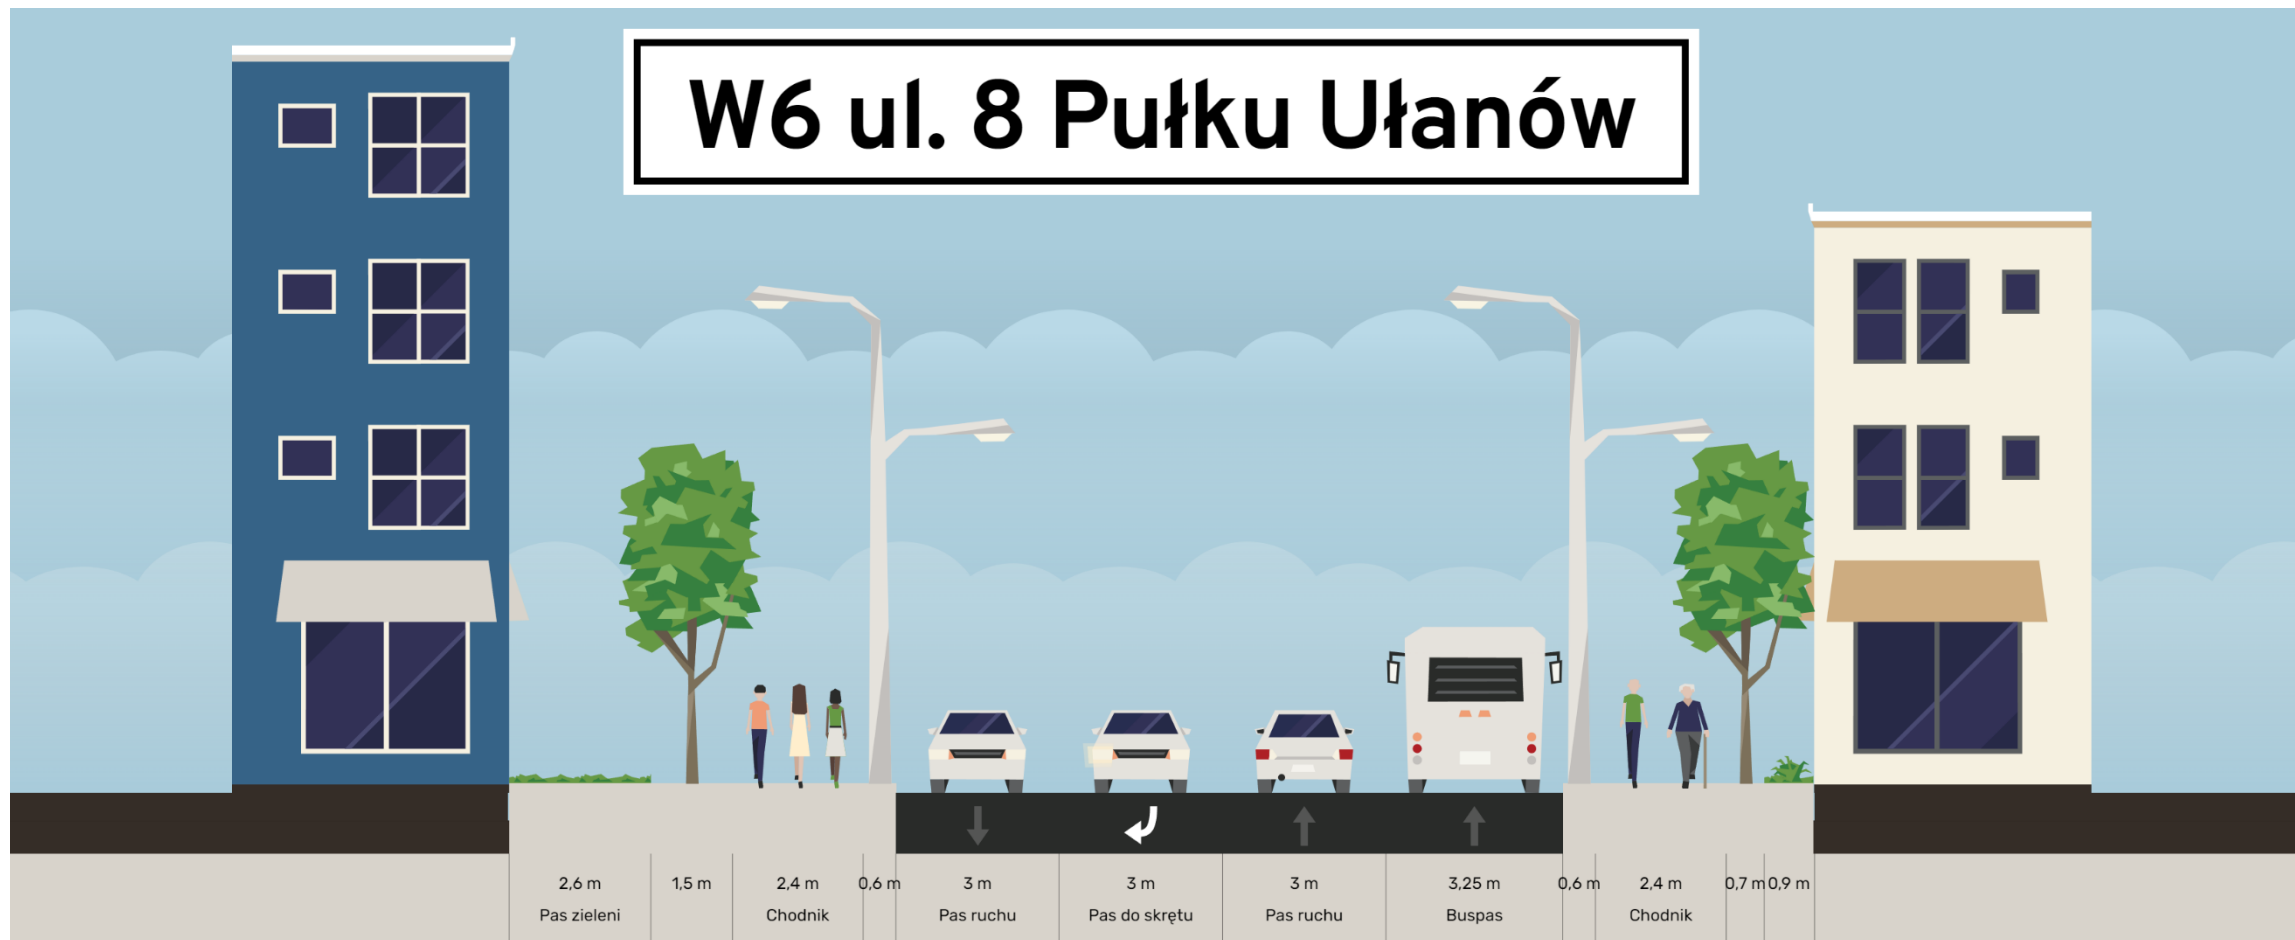 W6 ul. 8 Pułku Ułanów
2,6 m 1,5 m 2,4 m 0,6 m 3 m 3 m 3 m 3,25 m 0,6 m 2,4 m 0,7 m 0,9 m
Pas zieleni Chodnik Pas ruchu Pas do skrętu Pas ruchu Buspas Chodnik